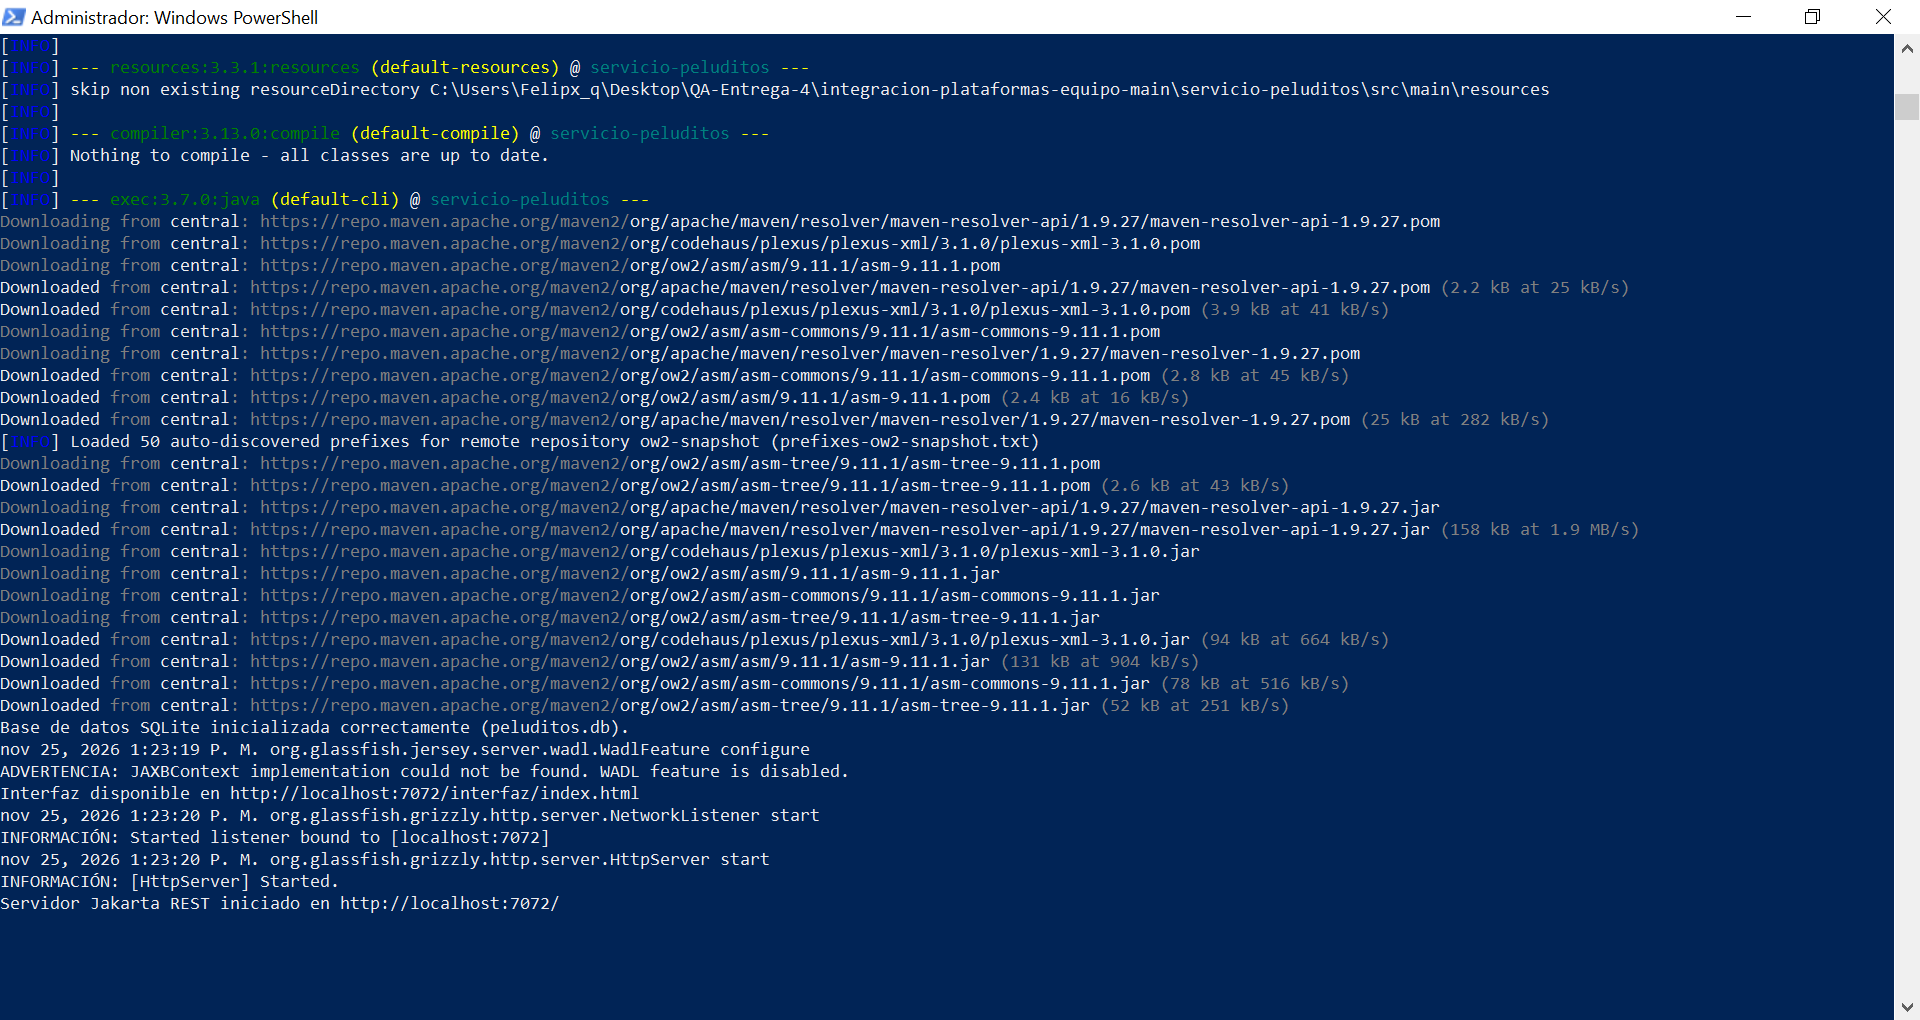 Administrador: Windows PowerShell
[INFO]
[INFO] --- resources:3.3.1:resources (default-resources) @ servicio-peluditos ---
[INFO] skip non existing resourceDirectory C:\Users\Felipx_q\Desktop\QA-Entrega-4\integracion-plataformas-equipo-main\servicio-peluditos\src\main\resources
[INFO]
[INFO] --- compiler:3.13.0:compile (default-compile) @ servicio-peluditos ---
[INFO] Nothing to compile - all classes are up to date.
[INFO]
[INFO] --- exec:3.7.0:java (default-cli) @ servicio-peluditos ---
Downloading from central: https://repo.maven.apache.org/maven2/org/apache/maven/resolver/maven-resolver-api/1.9.27/maven-resolver-api-1.9.27.pom
Downloading from central: https://repo.maven.apache.org/maven2/org/codehaus/plexus/plexus-xml/3.1.0/plexus-xml-3.1.0.pom
Downloading from central: https://repo.maven.apache.org/maven2/org/ow2/asm/asm/9.11.1/asm-9.11.1.pom
Downloaded from central: https://repo.maven.apache.org/maven2/org/apache/maven/resolver/maven-resolver-api/1.9.27/maven-resolver-api-1.9.27.pom (2.2 kB at 25 kB/s)
Downloaded from central: https://repo.maven.apache.org/maven2/org/codehaus/plexus/plexus-xml/3.1.0/plexus-xml-3.1.0.pom (3.9 kB at 41 kB/s)
Downloading from central: https://repo.maven.apache.org/maven2/org/ow2/asm/asm-commons/9.11.1/asm-commons-9.11.1.pom
Downloading from central: https://repo.maven.apache.org/maven2/org/apache/maven/resolver/maven-resolver/1.9.27/maven-resolver-1.9.27.pom
Downloaded from central: https://repo.maven.apache.org/maven2/org/ow2/asm/asm-commons/9.11.1/asm-commons-9.11.1.pom (2.8 kB at 45 kB/s)
Downloaded from central: https://repo.maven.apache.org/maven2/org/ow2/asm/asm/9.11.1/asm-9.11.1.pom (2.4 kB at 16 kB/s)
Downloaded from central: https://repo.maven.apache.org/maven2/org/apache/maven/resolver/maven-resolver/1.9.27/maven-resolver-1.9.27.pom (25 kB at 282 kB/s)
[INFO] Loaded 50 auto-discovered prefixes for remote repository ow2-snapshot (prefixes-ow2-snapshot.txt)
Downloading from central: https://repo.maven.apache.org/maven2/org/ow2/asm/asm-tree/9.11.1/asm-tree-9.11.1.pom
Downloaded from central: https://repo.maven.apache.org/maven2/org/ow2/asm/asm-tree/9.11.1/asm-tree-9.11.1.pom (2.6 kB at 43 kB/s)
Downloading from central: https://repo.maven.apache.org/maven2/org/apache/maven/resolver/maven-resolver-api/1.9.27/maven-resolver-api-1.9.27.jar
Downloaded from central: https://repo.maven.apache.org/maven2/org/apache/maven/resolver/maven-resolver-api/1.9.27/maven-resolver-api-1.9.27.jar (158 kB at 1.9 MB/s)
Downloading from central: https://repo.maven.apache.org/maven2/org/codehaus/plexus/plexus-xml/3.1.0/plexus-xml-3.1.0.jar
Downloading from central: https://repo.maven.apache.org/maven2/org/ow2/asm/asm/9.11.1/asm-9.11.1.jar
Downloading from central: https://repo.maven.apache.org/maven2/org/ow2/asm/asm-commons/9.11.1/asm-commons-9.11.1.jar
Downloading from central: https://repo.maven.apache.org/maven2/org/ow2/asm/asm-tree/9.11.1/asm-tree-9.11.1.jar
Downloaded from central: https://repo.maven.apache.org/maven2/org/codehaus/plexus/plexus-xml/3.1.0/plexus-xml-3.1.0.jar (94 kB at 664 kB/s)
Downloaded from central: https://repo.maven.apache.org/maven2/org/ow2/asm/asm/9.11.1/asm-9.11.1.jar (131 kB at 904 kB/s)
Downloaded from central: https://repo.maven.apache.org/maven2/org/ow2/asm/asm-commons/9.11.1/asm-commons-9.11.1.jar (78 kB at 516 kB/s)
Downloaded from central: https://repo.maven.apache.org/maven2/org/ow2/asm/asm-tree/9.11.1/asm-tree-9.11.1.jar (52 kB at 251 kB/s)
Base de datos SQLite inicializada correctamente (peluditos.db).
nov 25, 2026 1:23:19 P. M. org.glassfish.jersey.server.wadl.WadlFeature configure
ADVERTENCIA: JAXBContext implementation could not be found. WADL feature is disabled.
Interfaz disponible en http://localhost:7072/interfaz/index.html
nov 25, 2026 1:23:20 P. M. org.glassfish.grizzly.http.server.NetworkListener start
INFORMACIÓN: Started listener bound to [localhost:7072]
nov 25, 2026 1:23:20 P. M. org.glassfish.grizzly.http.server.HttpServer start
INFORMACIÓN: [HttpServer] Started.
Servidor Jakarta REST iniciado en http://localhost:7072/